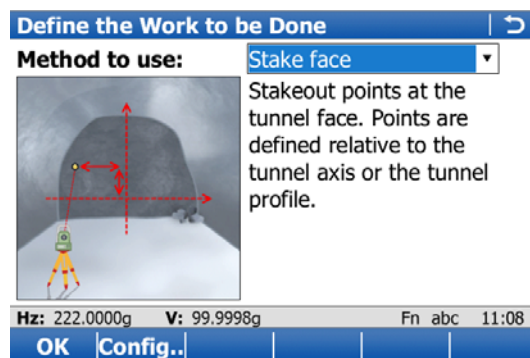 Define the Work to be Done
Method to use:
Stake face
Stakeout points at the
tunnel face. Points are
defined relative to the
tunnel axis or the tunnel
profile.
Hz: 222.0000g V: 99.9998g Fn abc 11:08
OK Config..